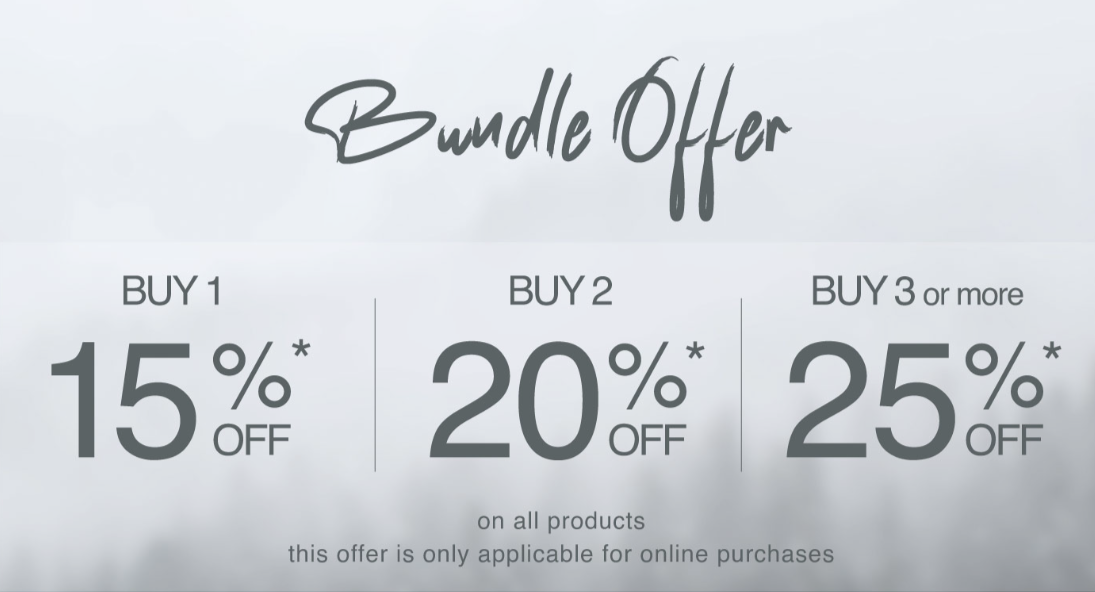 Bundle Offer
BUY 1
15%* OFF
BUY 2
20%* OFF
BUY 3 or more
25%* OFF
on all products
this offer is only applicable for online purchases